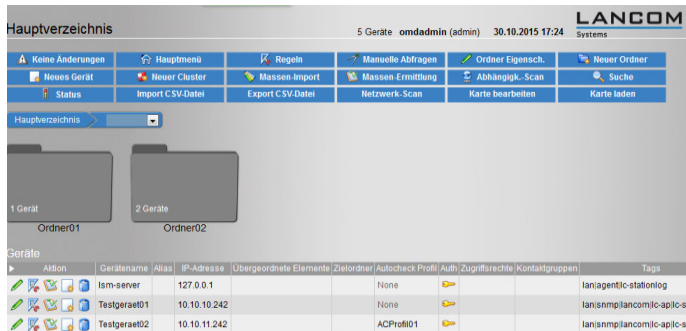 Hauptverzeichnis
5 Geräte omdadmin (admin) 30.10.2015 17:24
LANCOM
Systems
Keine Änderungen Hauptmenü Regeln Manuelle Abfragen Ordner Eigensch. Neuer Ordner
Neues Gerät Neuer Cluster Massen-Import Massen-Ermittlung Abhängigk.-Scan Suche
Status Import CSV-Datei Export CSV-Datei Netzwerk-Scan Karte bearbeiten Karte laden
Hauptverzeichnis
1 Gerät 2 Geräte
Ordner01 Ordner02
Geräte
Aktion Gerätename Alias IP-Adresse Übergeordnete Elemente Zielordner Autocheck Profil Auth Zugriffsrechte Kontaktgruppen Tags
lsm-server 127.0.0.1 None lan|agent|lc-stationlog
Testgeraet01 10.10.10.242 None lan|snmp|lancom|lc-ap|lc-s
Testgeraet02 10.10.11.242 ACProfil01 lan|snmp|lancom|lc-ap|lc-s